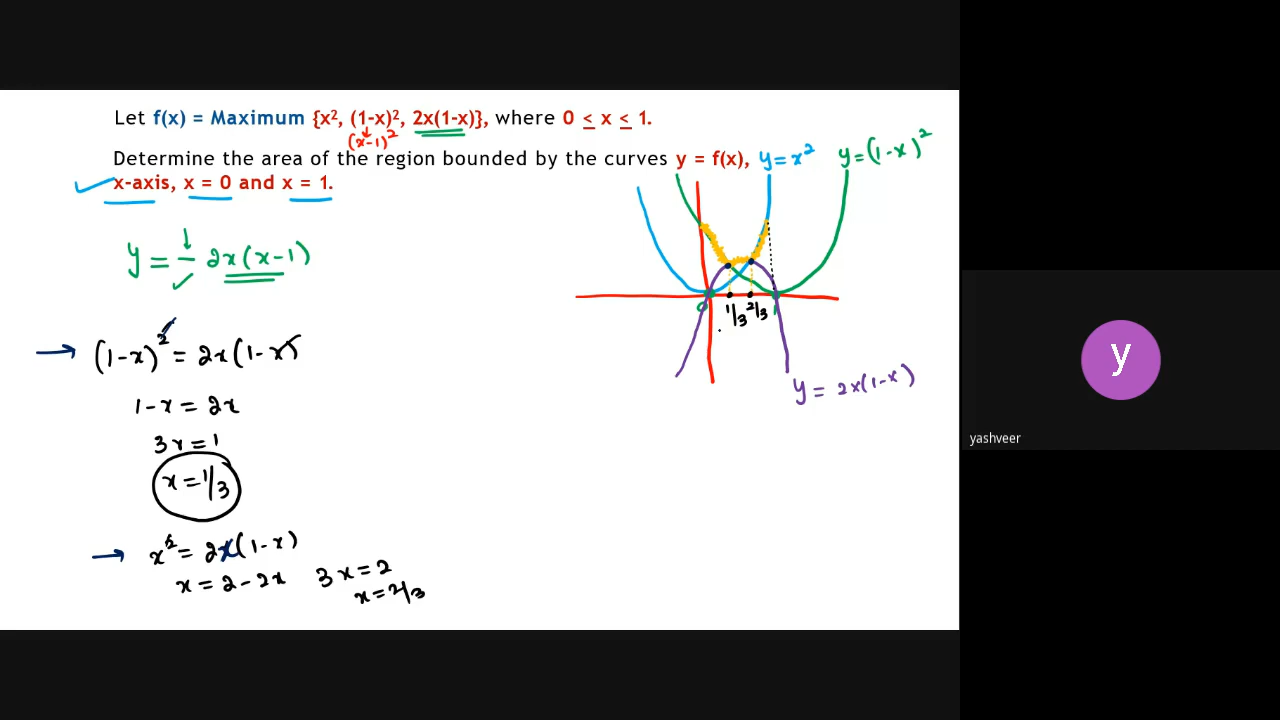 Let f(x) = Maximum {x², (1-x)², 2x(1-x)}, where 0 ≤ x ≤ 1.
(x-1)²
Determine the area of the region bounded by the curves y = f(x),
x-axis, x = 0 and x = 1.
y = x²
y = (1-x)²
y = - 2x(x-1)
0 1/3 2/3 1
y = 2x(1-x)
(1-x)² = 2x(1-x)
1-x = 2x
3x = 1
x = 1/3
x² = 2x(1-x)
x = 2-2x
3x = 2
x = 2/3
y
yashveer